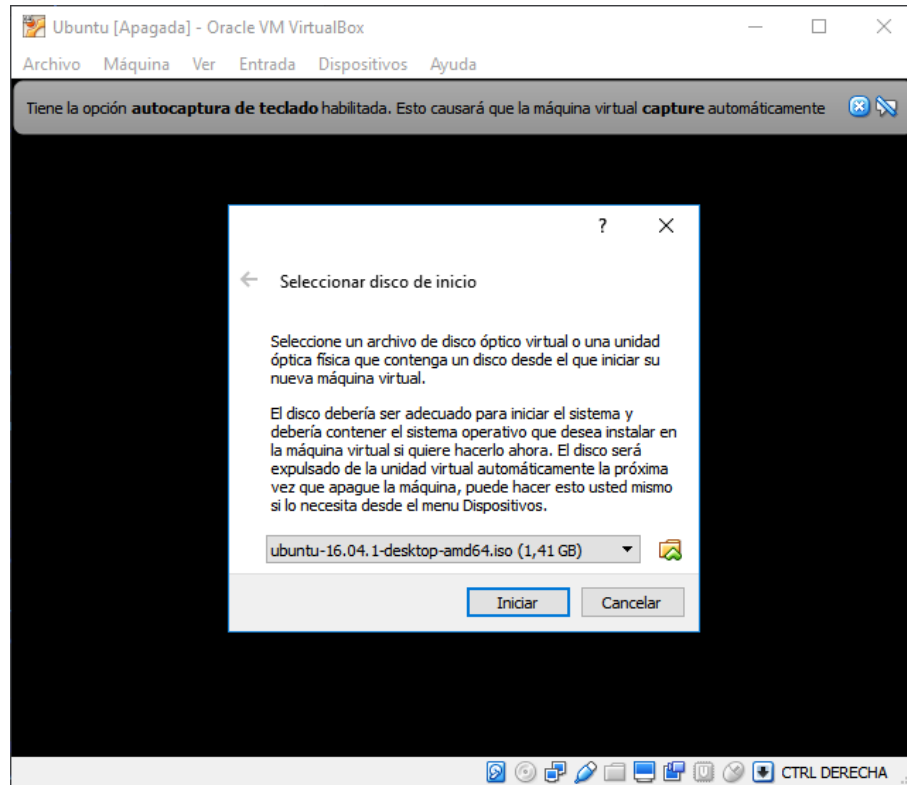 Ubuntu [Apagada] - Oracle VM VirtualBox
Archivo Máquina Ver Entrada Dispositivos Ayuda
Tiene la opción autocaptura de teclado habilitada. Esto causará que la máquina virtual capture automáticamente
?
Seleccionar disco de inicio
Seleccione un archivo de disco óptico virtual o una unidad
óptica física que contenga un disco desde el que iniciar su
nueva máquina virtual.
El disco debería ser adecuado para iniciar el sistema y
debería contener el sistema operativo que desea instalar en
la máquina virtual si quiere hacerlo ahora. El disco será
expulsado de la unidad virtual automáticamente la próxima
vez que apague la máquina, puede hacer esto usted mismo
si lo necesita desde el menu Dispositivos.
ubuntu-16.04.1-desktop-amd64.iso (1,41 GB)
Iniciar Cancelar
CTRL DERECHA